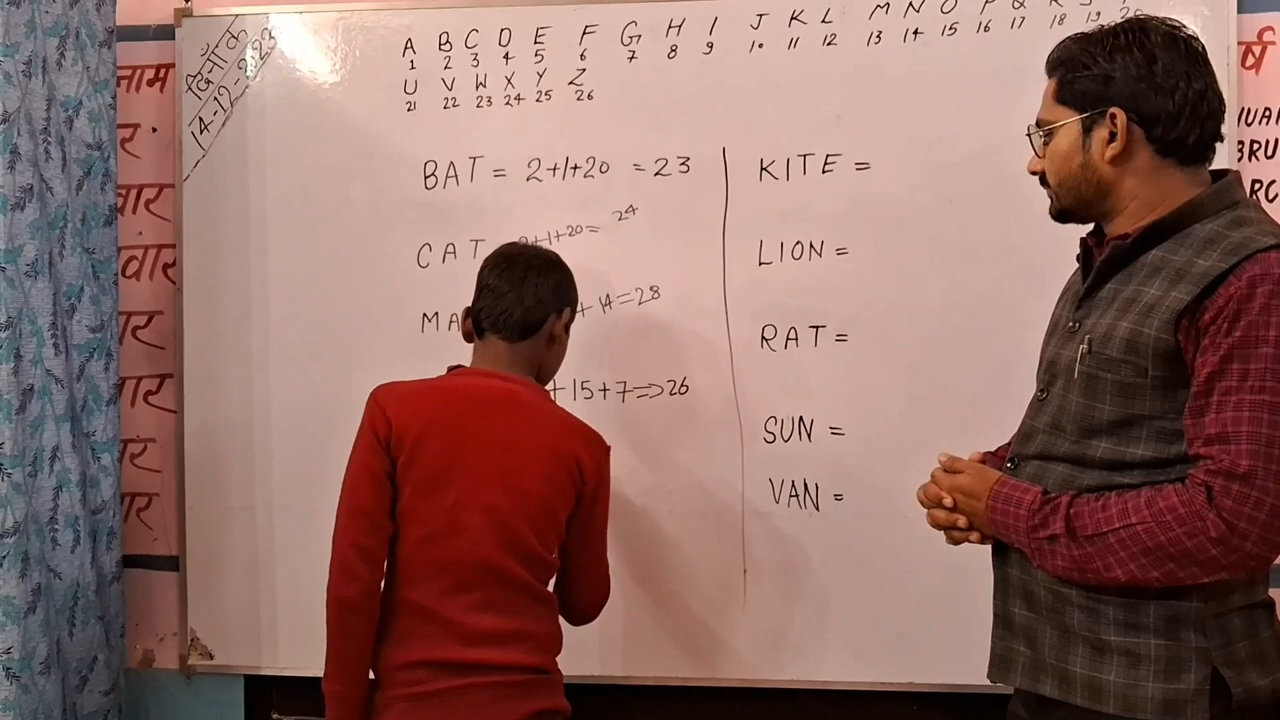 दिनाँक
14-12-2023
A B C D E F G H I J K L M N O P Q R S T
1 2 3 4 5 6 7 8 9 10 11 12 13 14 15 16 17 18 19 20
U V W X Y Z
21 22 23 24 25 26
BAT = 2+1+20 = 23
CAT 3+1+20= 24
MA + 14=28
+ 15+7=>26
KITE =
LION =
RAT =
SUN =
VAN =
नाम
र
वार
वार
ार
वार
ार
र्ष